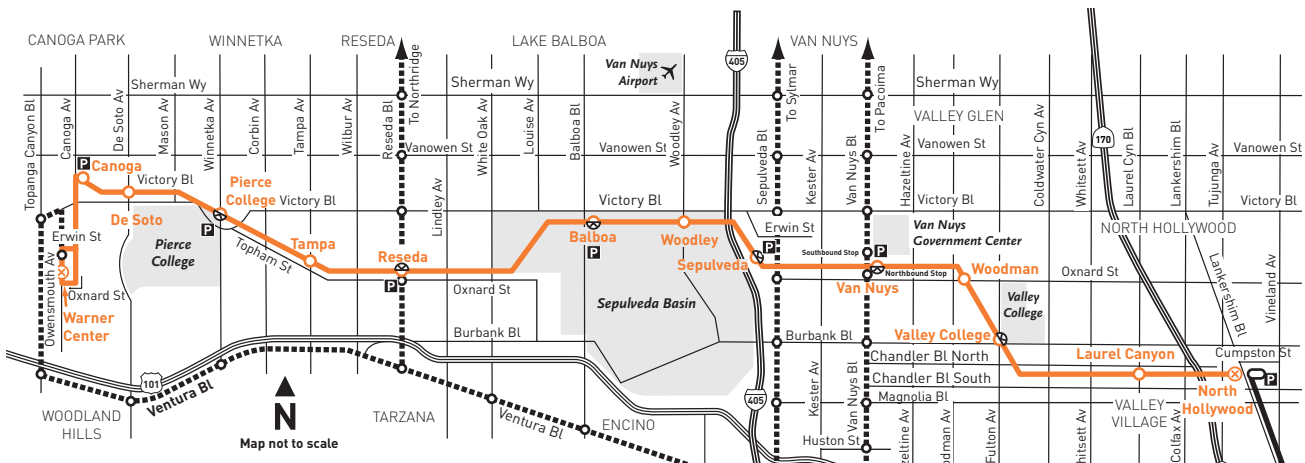 CANOGA PARK
WINNETKA
RESEDA
LAKE BALBOA
VAN NUYS
Van Nuys
Airport
405
To Northridge
To Sylmar
To Pacoima
Sherman Wy
Sherman Wy
VALLEY GLEN
Topanga Canyon Bl
Canoga Av
De Soto Av
Mason Av
Winnetka Av
Corbin Av
Tampa Av
Wilbur Av
Reseda Bl
Lindley Av
White Oak Av
Louise Av
Balboa Bl
Woodley Av
Sepulveda Bl
Kester Av
Van Nuys Bl
Hazeltine Av
Coldwater Cyn Av
Whitsett Av
Laurel Cyn Bl
Lankershim Bl
Tujunga Av
170
Vanowen St
Vanowen St
Vanowen St
Vanowen St
P
Canoga
Victory Bl
De Soto
Pierce
College
Victory Bl
Victory Bl
Victory Bl
Victory Bl
P
Erwin St
Erwin St
Pierce
College
Topham St
Tampa
Reseda
P
Balboa
P
Woodley
Sepulveda
P
Southbound Stop
P
Northbound Stop
Van Nuys
Van Nuys
Government Center
NORTH HOLLYWOOD
Woodman
Oxnard St
Owensmouth Av
Oxnard St
Oxnard St
Warner
Center
Sepulveda Basin
Valley
College
Lankershim Bl
Vineland Av
Burbank Bl
Burbank Bl
Valley College
Chandler Bl North
Chandler Bl South
Magnolia Bl
Laurel Canyon
Cumpston St
P
North
Hollywood
101
Ventura Bl
Ventura Bl
405
N
Map not to scale
WOODLAND
HILLS
TARZANA
ENCINO
Kester Av
Van Nuys Bl
Huston St
Hazeltine Av
odman Av
Fulton Av
hitsett Av
VALLEY
VILLAGE
Colfax Av